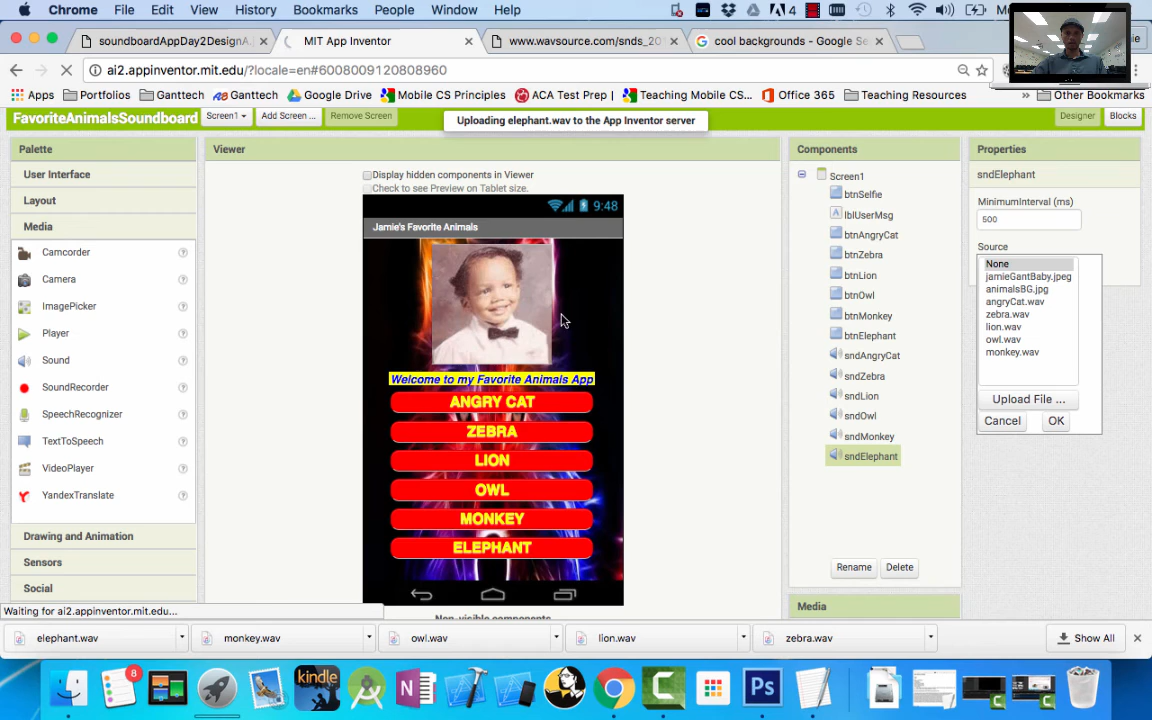 Chrome File Edit View History Bookmarks People Window Help
soundboardAppDay2DesignA
MIT App Inventor
www.wavsource.com/snds_20
cool backgrounds - Google Se
ai2.appinventor.mit.edu/?locale=en#6008009120808960
Apps Portfolios Ganttech Ganttech Google Drive Mobile CS Principles ACA Test Prep | Teaching Mobile CS... Office 365 Teaching Resources » Other Bookmarks
FavoriteAnimalsSoundboard Screen1 Add Screen ... Remove Screen Designer Blocks
Uploading elephant.wav to the App Inventor server
Palette
User Interface
Layout
Media
Camcorder
Camera
ImagePicker
Player
Sound
SoundRecorder
SpeechRecognizer
TextToSpeech
VideoPlayer
YandexTranslate
Drawing and Animation
Sensors
Social
Waiting for ai2.appinventor.mit.edu...
Viewer
Display hidden components in Viewer
Check to see Preview on Tablet size.
9:48
Jamie's Favorite Animals
Welcome to my Favorite Animals App
ANGRY CAT
ZEBRA
LION
OWL
MONKEY
ELEPHANT
Non-visible components
Components
Screen1
btnSelfie
lblUserMsg
btnAngryCat
btnZebra
btnLion
btnOwl
btnMonkey
btnElephant
sndAngryCat
sndZebra
sndLion
sndOwl
sndMonkey
sndElephant
Rename Delete
Media
Properties
sndElephant
MinimumInterval (ms)
500
Source
None
jamieGantBaby.jpeg
animalsBG.jpg
angryCat.wav
zebra.wav
lion.wav
owl.wav
monkey.wav
Upload File ...
Cancel OK
elephant.wav monkey.wav owl.wav lion.wav zebra.wav Show All
8
kindle
Ps